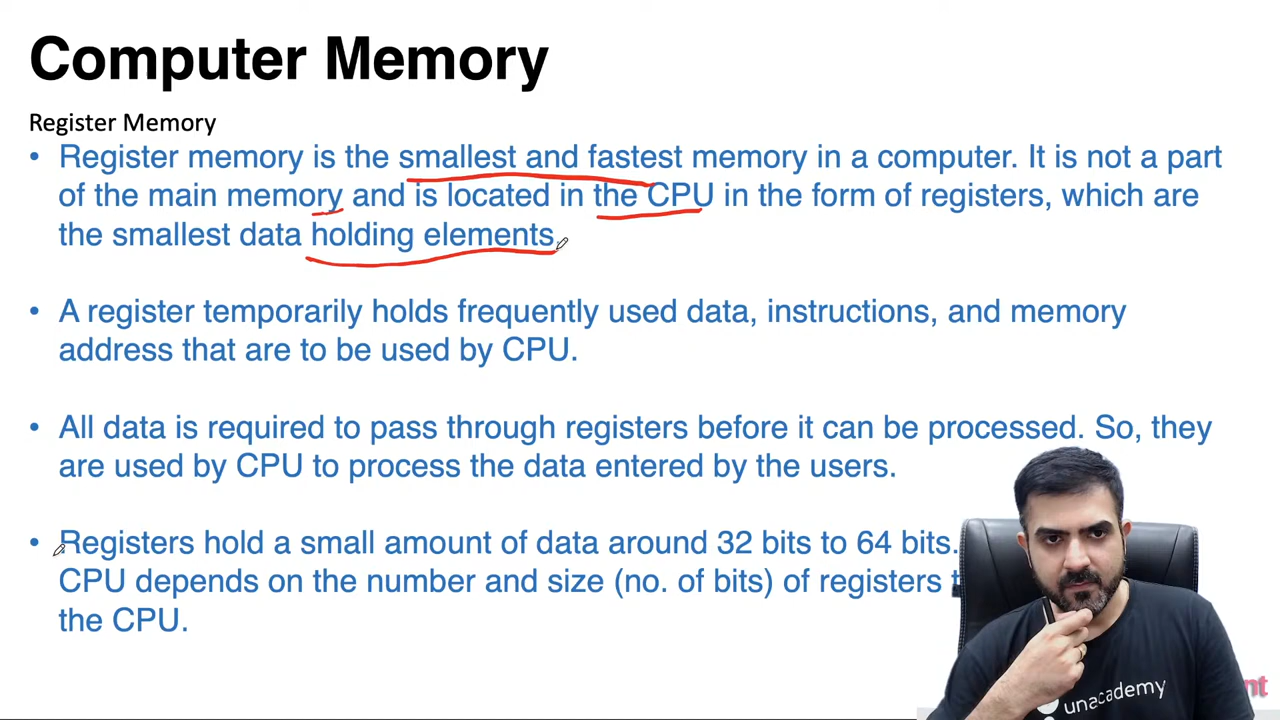 Computer Memory
Register Memory
• Register memory is the smallest and fastest memory in a computer. It is not a part
of the main memory and is located in the CPU in the form of registers, which are
the smallest data holding elements.
• A register temporarily holds frequently used data, instructions, and memory
address that are to be used by CPU.
• All data is required to pass through registers before it can be processed. So, they
are used by CPU to process the data entered by the users.
• Registers hold a small amount of data around 32 bits to 64 bits.
CPU depends on the number and size (no. of bits) of registers
the CPU.
unacademy